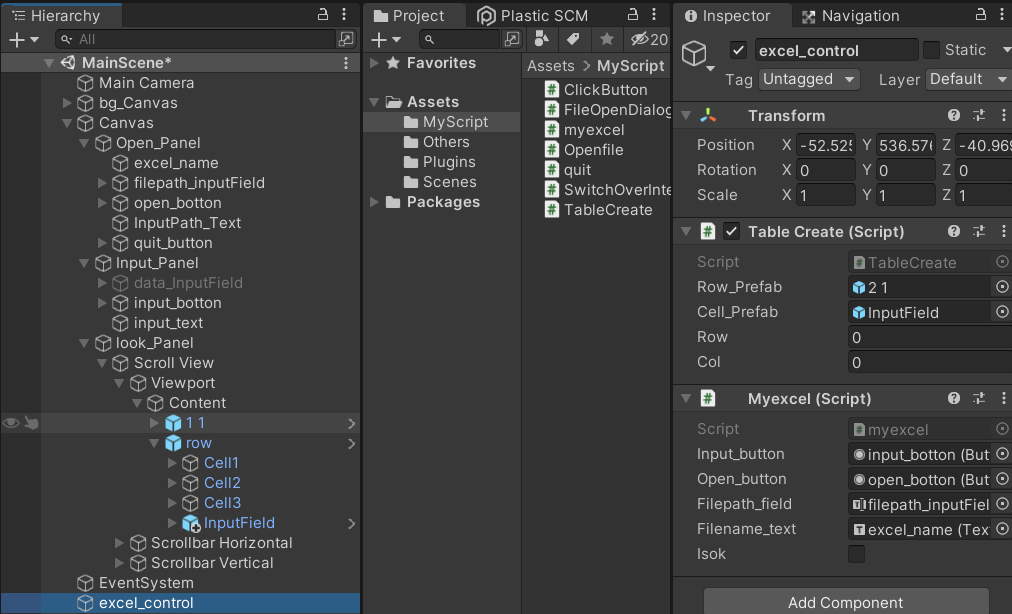 Hierarchy
All
MainScene*
Main Camera
bg_Canvas
Canvas
Open_Panel
excel_name
filepath_inputField
open_botton
InputPath_Text
quit_button
Input_Panel
data_InputField
input_botton
input_text
look_Panel
Scroll View
Viewport
Content
1 1
row
Cell1
Cell2
Cell3
InputField
Scrollbar Horizontal
Scrollbar Vertical
EventSystem
excel_control
Project
Plastic SCM
20
Favorites
Assets
MyScript
Others
Plugins
Scenes
Packages
Assets > MyScript
ClickButton
FileOpenDialog
myexcel
Openfile
quit
SwitchOverInte
TableCreate
Inspector
Navigation
excel_control
Static
Tag Untagged
Layer Default
Transform
Position X -52.525 Y 536.576 Z -40.969
Rotation X 0 Y 0 Z 0
Scale X 1 Y 1 Z 1
Table Create (Script)
Script TableCreate
Row_Prefab 2 1
Cell_Prefab InputField
Row 0
Col 0
Myexcel (Script)
Script myexcel
Input_button input_botton (But
Open_button open_botton (But
Filepath_field filepath_inputFiel
Filename_text excel_name (Tex
Isok
Add Component